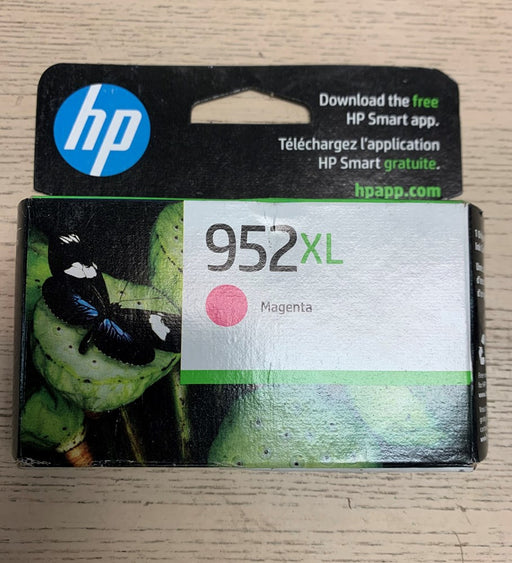 hp
Download the free
HP Smart app.
Téléchargez l'application
HP Smart gratuite.
hpapp.com
952XL
Magenta